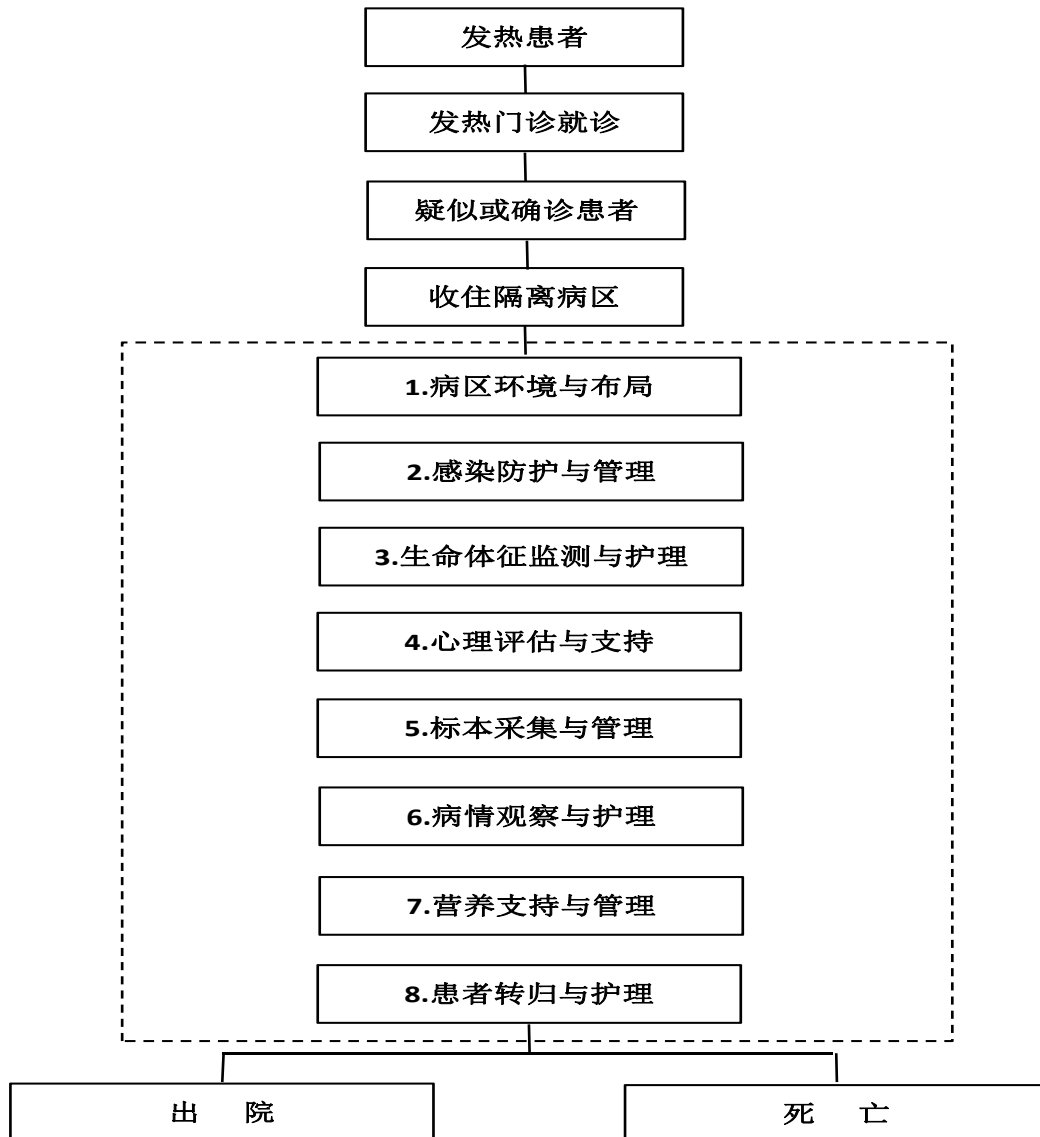 发热患者
发热门诊就诊
疑似或确诊患者
收住隔离病区
1.病区环境与布局
2.感染防护与管理
3.生命体征监测与护理
4.心理评估与支持
5.标本采集与管理
6.病情观察与护理
7.营养支持与管理
8.患者转归与护理
出 院
死 亡